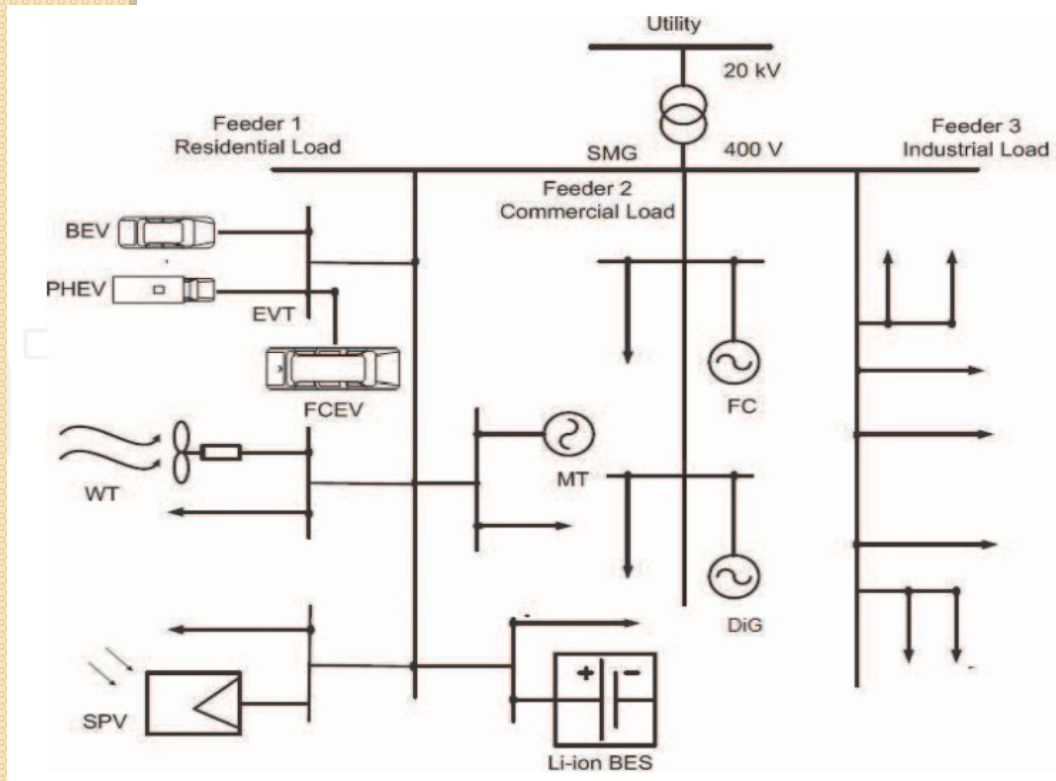 Utility
20 kV
Feeder 1
Residential Load
SMG
400 V
Feeder 3
Industrial Load
Feeder 2
Commercial Load
BEV
PHEV
EVT
FCEV
FC
WT
MT
DiG
SPV
+ −
Li-ion BES